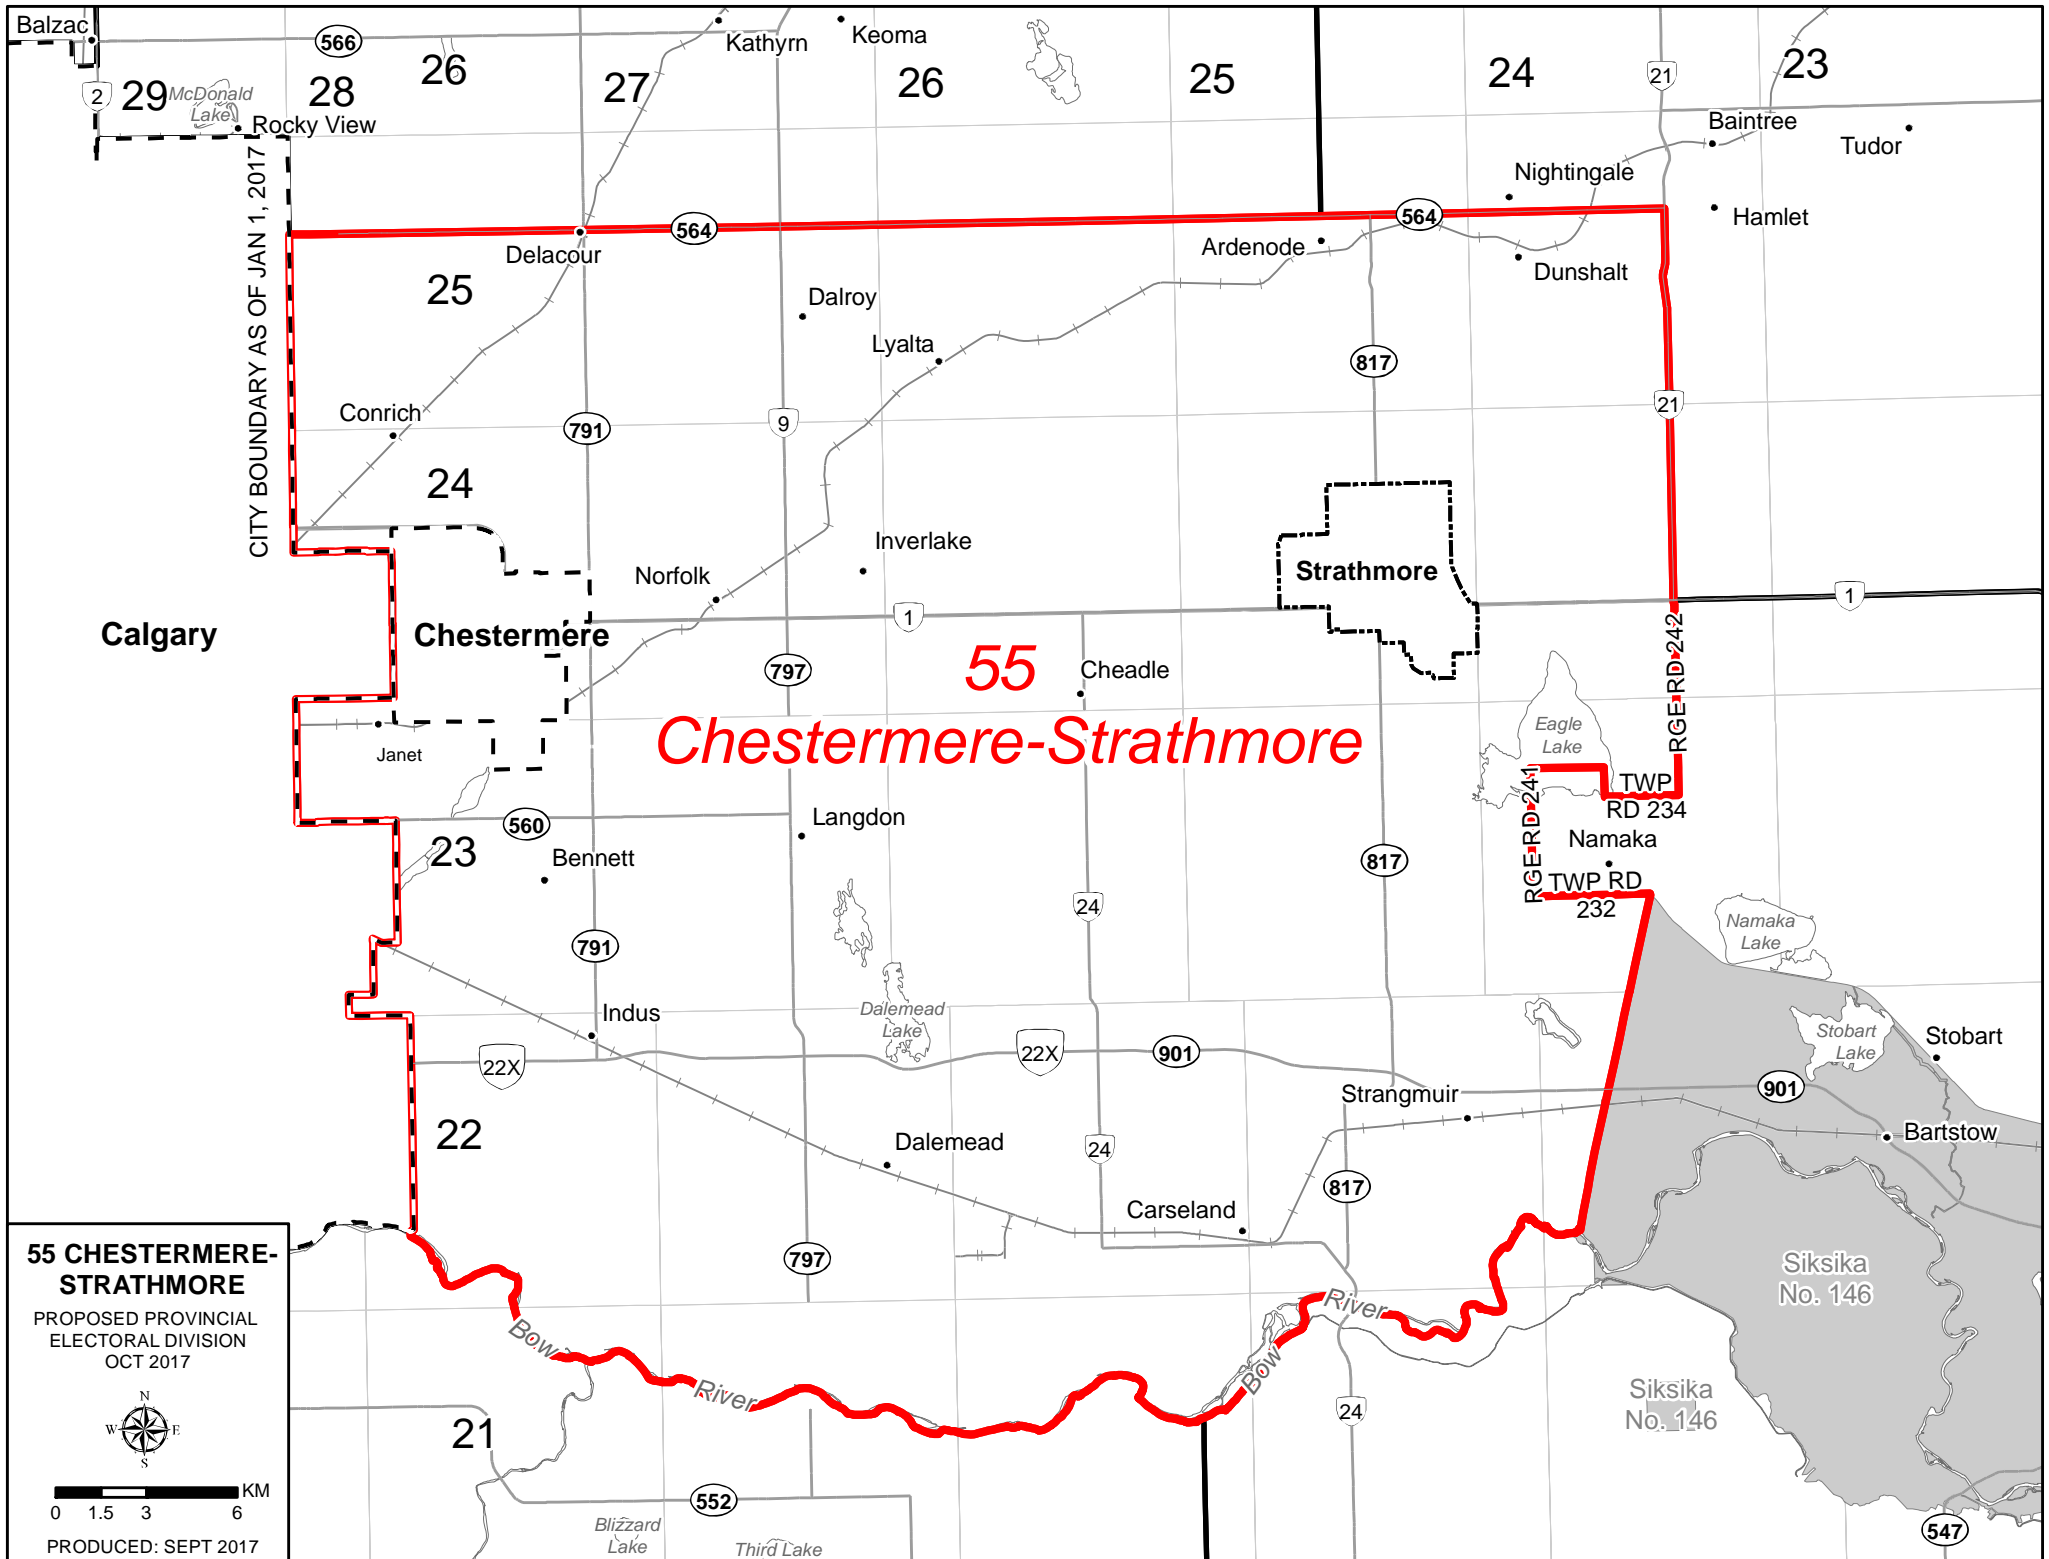 Balzac
566
Kathyrn
Keoma
2
29
McDonald
Lake
28
26
27
26
25
24
21
23
Rocky View
Baintree
Tudor
Nightingale
Hamlet
CITY BOUNDARY AS OF JAN 1, 2017
564
564
Delacour
Ardenode
Dunshalt
25
Dalroy
Lyalta
817
Conrich
791
9
21
24
Inverlake
Norfolk
Strathmore
1
1
Calgary
Chestermere
797
55
Cheadle
RGE RD 242
Chestermere-Strathmore
Eagle
Lake
Janet
TWP
RD 234
RGE RD 241
560
Langdon
Namaka
23
Bennett
817
TWP RD
232
24
Namaka
Lake
791
Dalemead
Lake
Indus
Stobart
Lake
Stobart
22X
22X
901
901
Strangmuir
22
Dalemead
24
Bartstow
817
Carseland
797
Siksika
No. 146
Bow
River
Bow
River
Siksika
No. 146
24
21
552
Blizzard
Lake
Third Lake
547
55 CHESTERMERE-
STRATHMORE
PROPOSED PROVINCIAL
ELECTORAL DIVISION
OCT 2017
N
W E
S
KM
0 1.5 3 6
PRODUCED: SEPT 2017